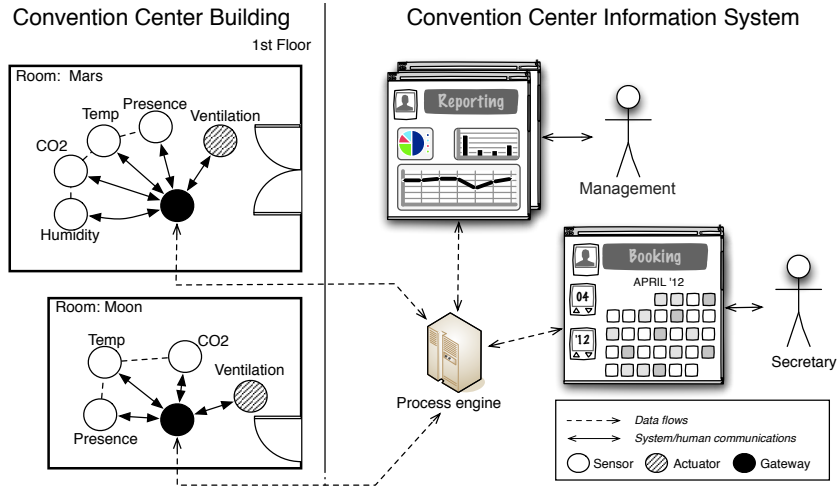 Convention Center Building
Convention Center Information System
1st Floor
Room: Mars
Presence
Temp
Ventilation
CO2
Humidity
Reporting
Management
Booking
APRIL '12
04
'12
Secretary
Room: Moon
Temp
CO2
Ventilation
Presence
Process engine
Data flows
System/human communications
Sensor
Actuator
Gateway